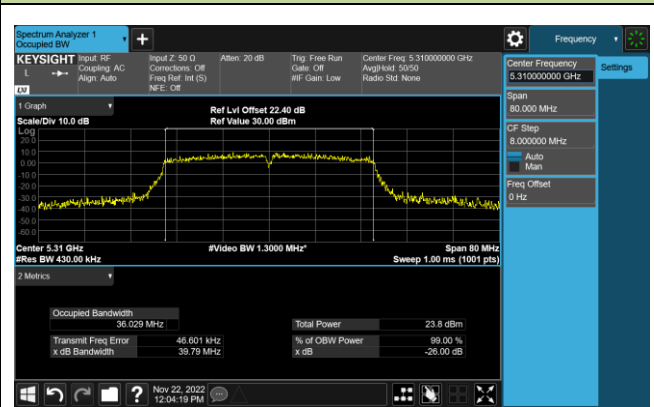 Spectrum Analyzer 1
Occupied BW
Frequency
KEYSIGHT
L
LXI
Input: RF
Coupling: AC
Align: Auto
Input Z: 50 Ω
Corrections: Off
Freq Ref: Int (S)
NFE: Off
Atten: 20 dB
Trig: Free Run
Gate: Off
#IF Gain: Low
Center Freq: 5.310000000 GHz
Avg|Hold: 50/50
Radio Std: None
Center Frequency
5.310000000 GHz
Settings
Span
80.000 MHz
CF Step
8.000000 MHz
Auto
Man
Freq Offset
0 Hz
1 Graph
Scale/Div 10.0 dB
Ref Lvl Offset 22.40 dB
Ref Value 30.00 dBm
Log
20.0
10.0
0.00
-10.0
-20.0
-30.0
-40.0
-50.0
-60.0
Center 5.31 GHz
#Res BW 430.00 kHz
#Video BW 1.3000 MHz*
Span 80 MHz
Sweep 1.00 ms (1001 pts)
2 Metrics
Occupied Bandwidth
36.029 MHz
Total Power 23.8 dBm
Transmit Freq Error 46.601 kHz
% of OBW Power 99.00 %
x dB Bandwidth 39.79 MHz
x dB -26.00 dB
?
Nov 22, 2022
12:04:19 PM